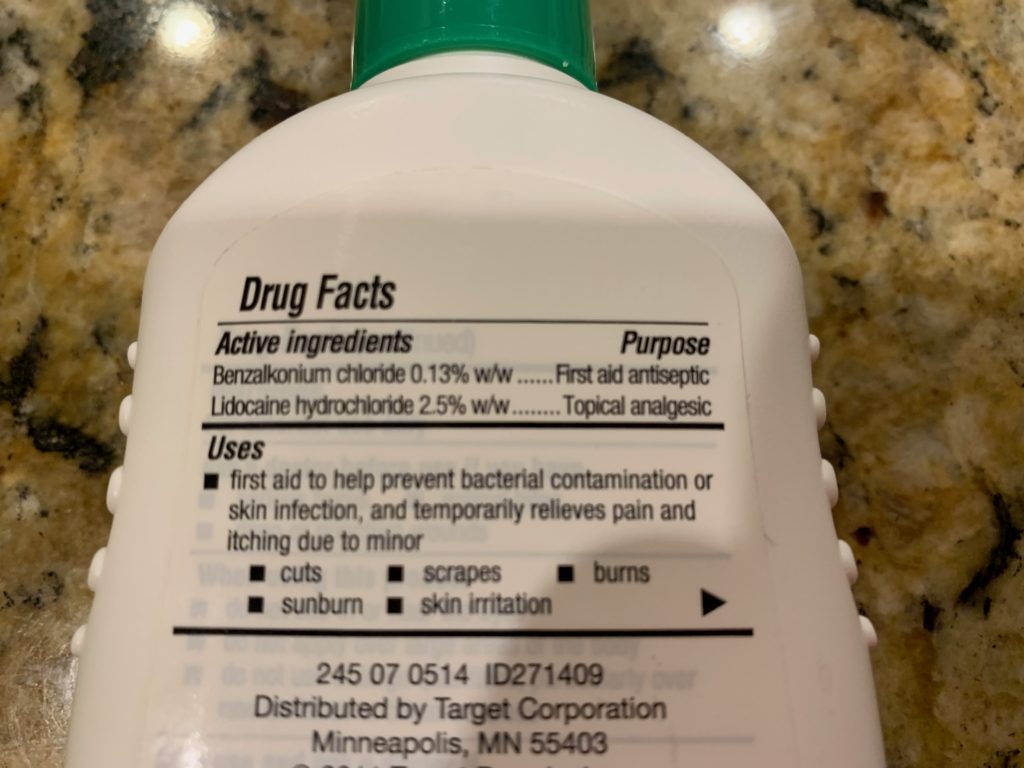 Drug Facts
Active ingredients Purpose
Benzalkonium chloride 0.13% w/w ...... First aid antiseptic
Lidocaine hydrochloride 2.5% w/w ........ Topical analgesic
Uses
■ first aid to help prevent bacterial contamination or
skin infection, and temporarily relieves pain and
itching due to minor
■ cuts ■ scrapes ■ burns
■ sunburn ■ skin irritation ▶
245 07 0514 ID271409
Distributed by Target Corporation
Minneapolis, MN 55403